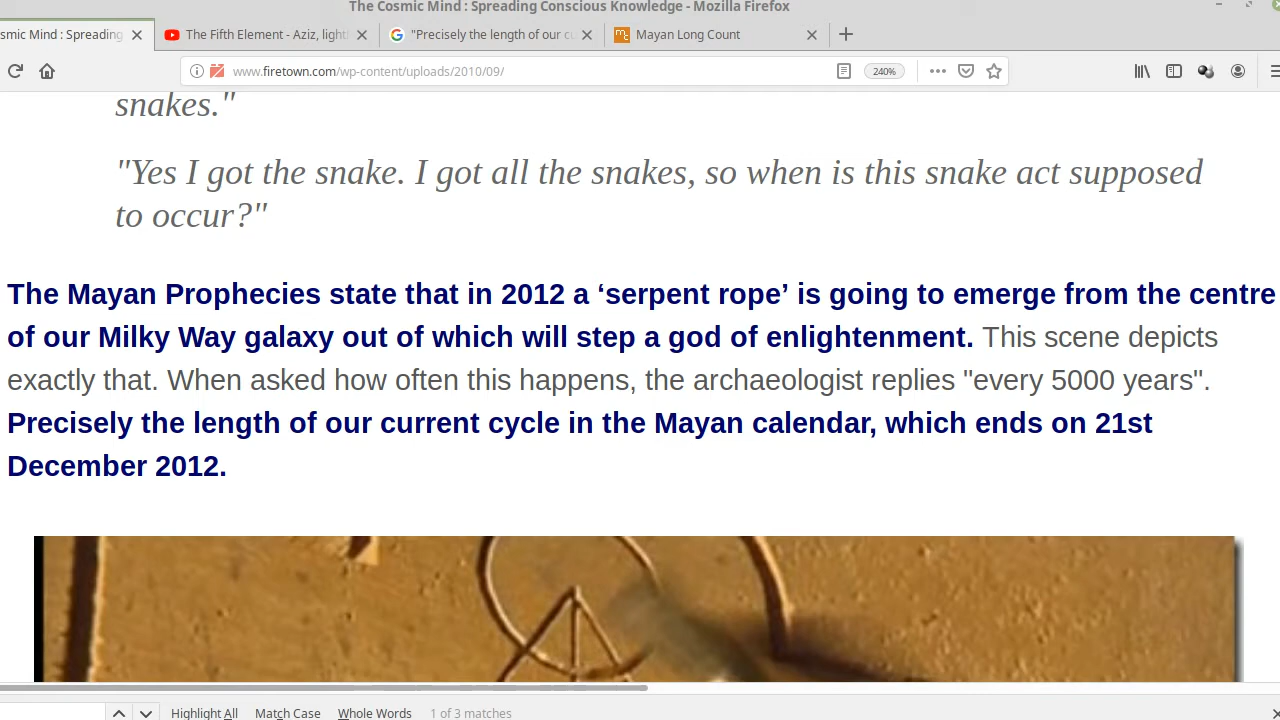 The Cosmic Mind : Spreading Conscious Knowledge - Mozilla Firefox
smic Mind : Spreading
The Fifth Element - Aziz, light
"Precisely the length of our cu
Mayan Long Count
www.firetown.com/wp-content/uploads/2010/09/
240%
snakes."
"Yes I got the snake. I got all the snakes, so when is this snake act supposed
to occur?"
The Mayan Prophecies state that in 2012 a ‘serpent rope’ is going to emerge from the centre
of our Milky Way galaxy out of which will step a god of enlightenment. This scene depicts
exactly that. When asked how often this happens, the archaeologist replies "every 5000 years".
Precisely the length of our current cycle in the Mayan calendar, which ends on 21st
December 2012.
Highlight All Match Case Whole Words 1 of 3 matches